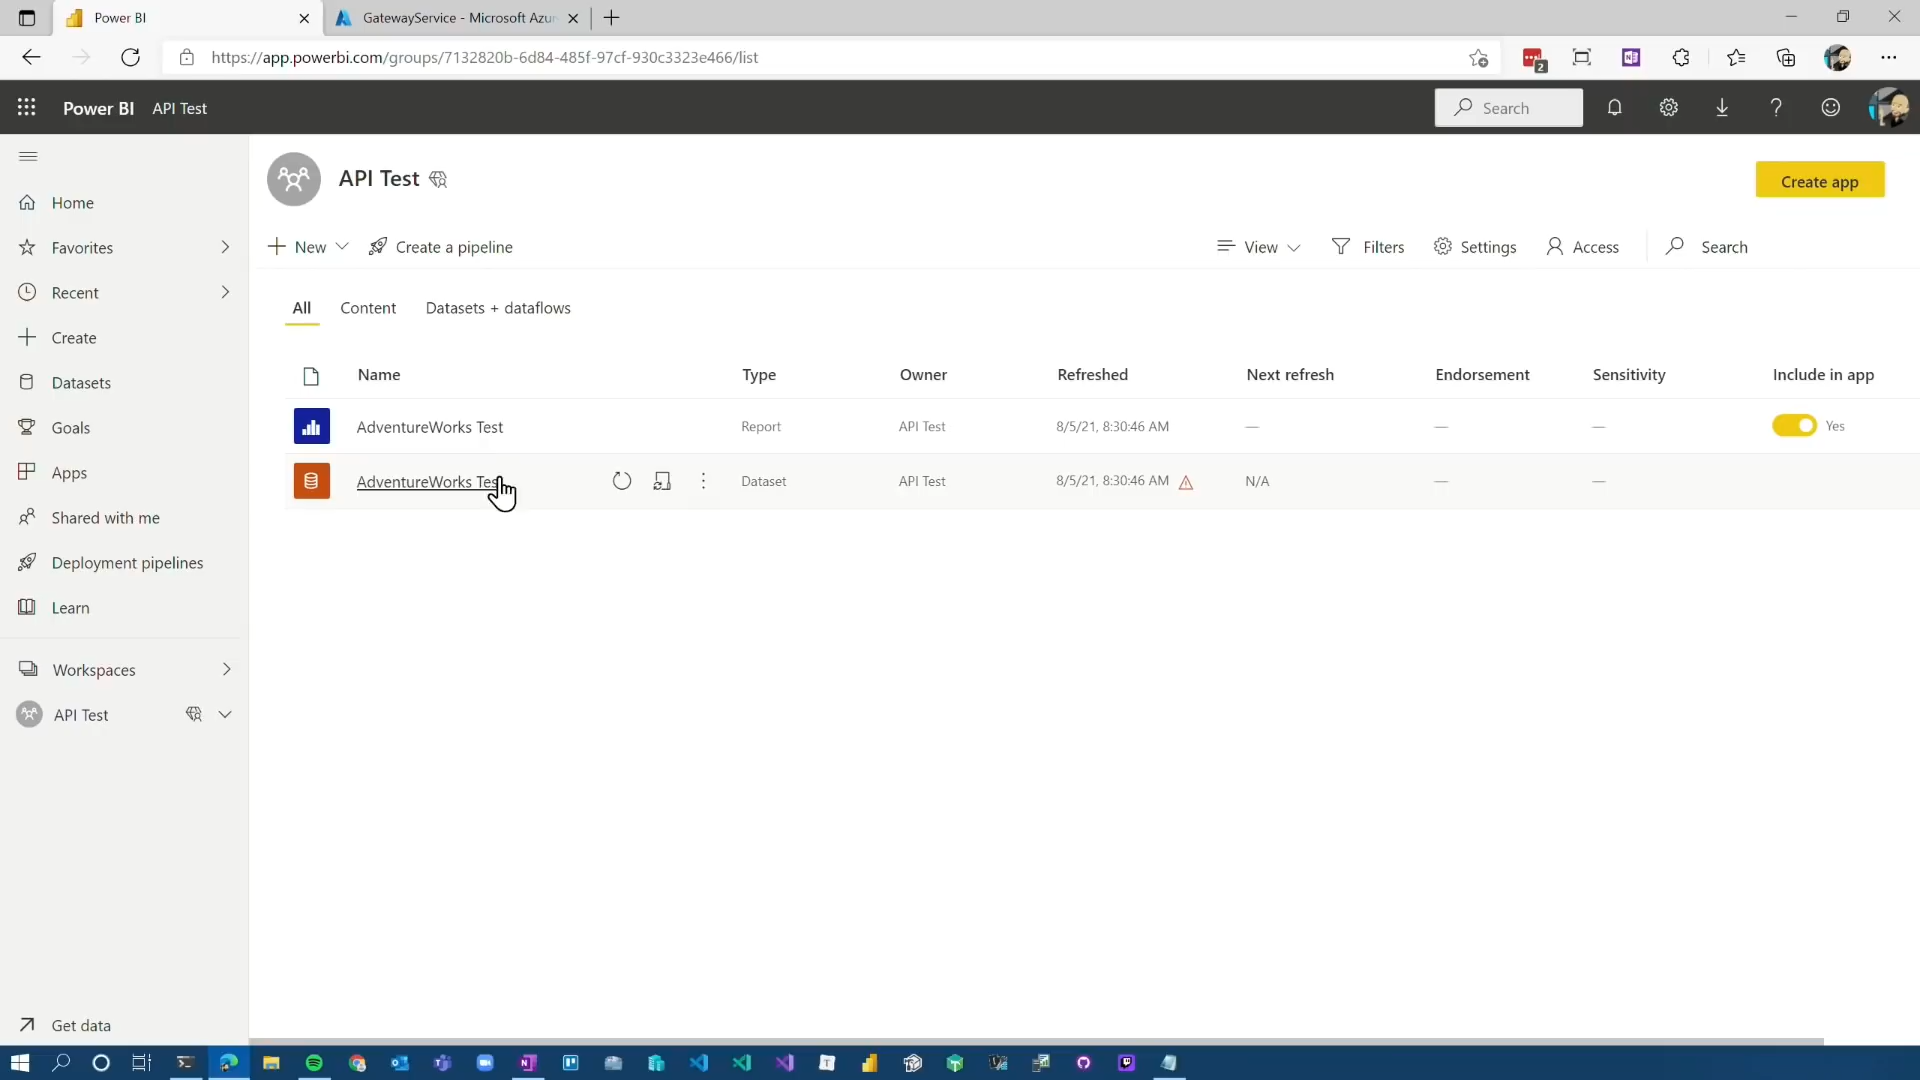 Power BI
GatewayService - Microsoft Azu
https://app.powerbi.com/groups/7132820b-6d84-485f-97cf-930c3323e466/list
2
Power BI API Test
Search
API Test
Create app
New
Create a pipeline
View
Filters
Settings
Access
Search
All
Content
Datasets + dataflows
Name Type Owner Refreshed Next refresh Endorsement Sensitivity Include in app
AdventureWorks Test Report API Test 8/5/21, 8:30:46 AM — — — Yes
AdventureWorks Tes Dataset API Test 8/5/21, 8:30:46 AM N/A — —
Home
Favorites
Recent
Create
Datasets
Goals
Apps
Shared with me
Deployment pipelines
Learn
Workspaces
API Test
Get data